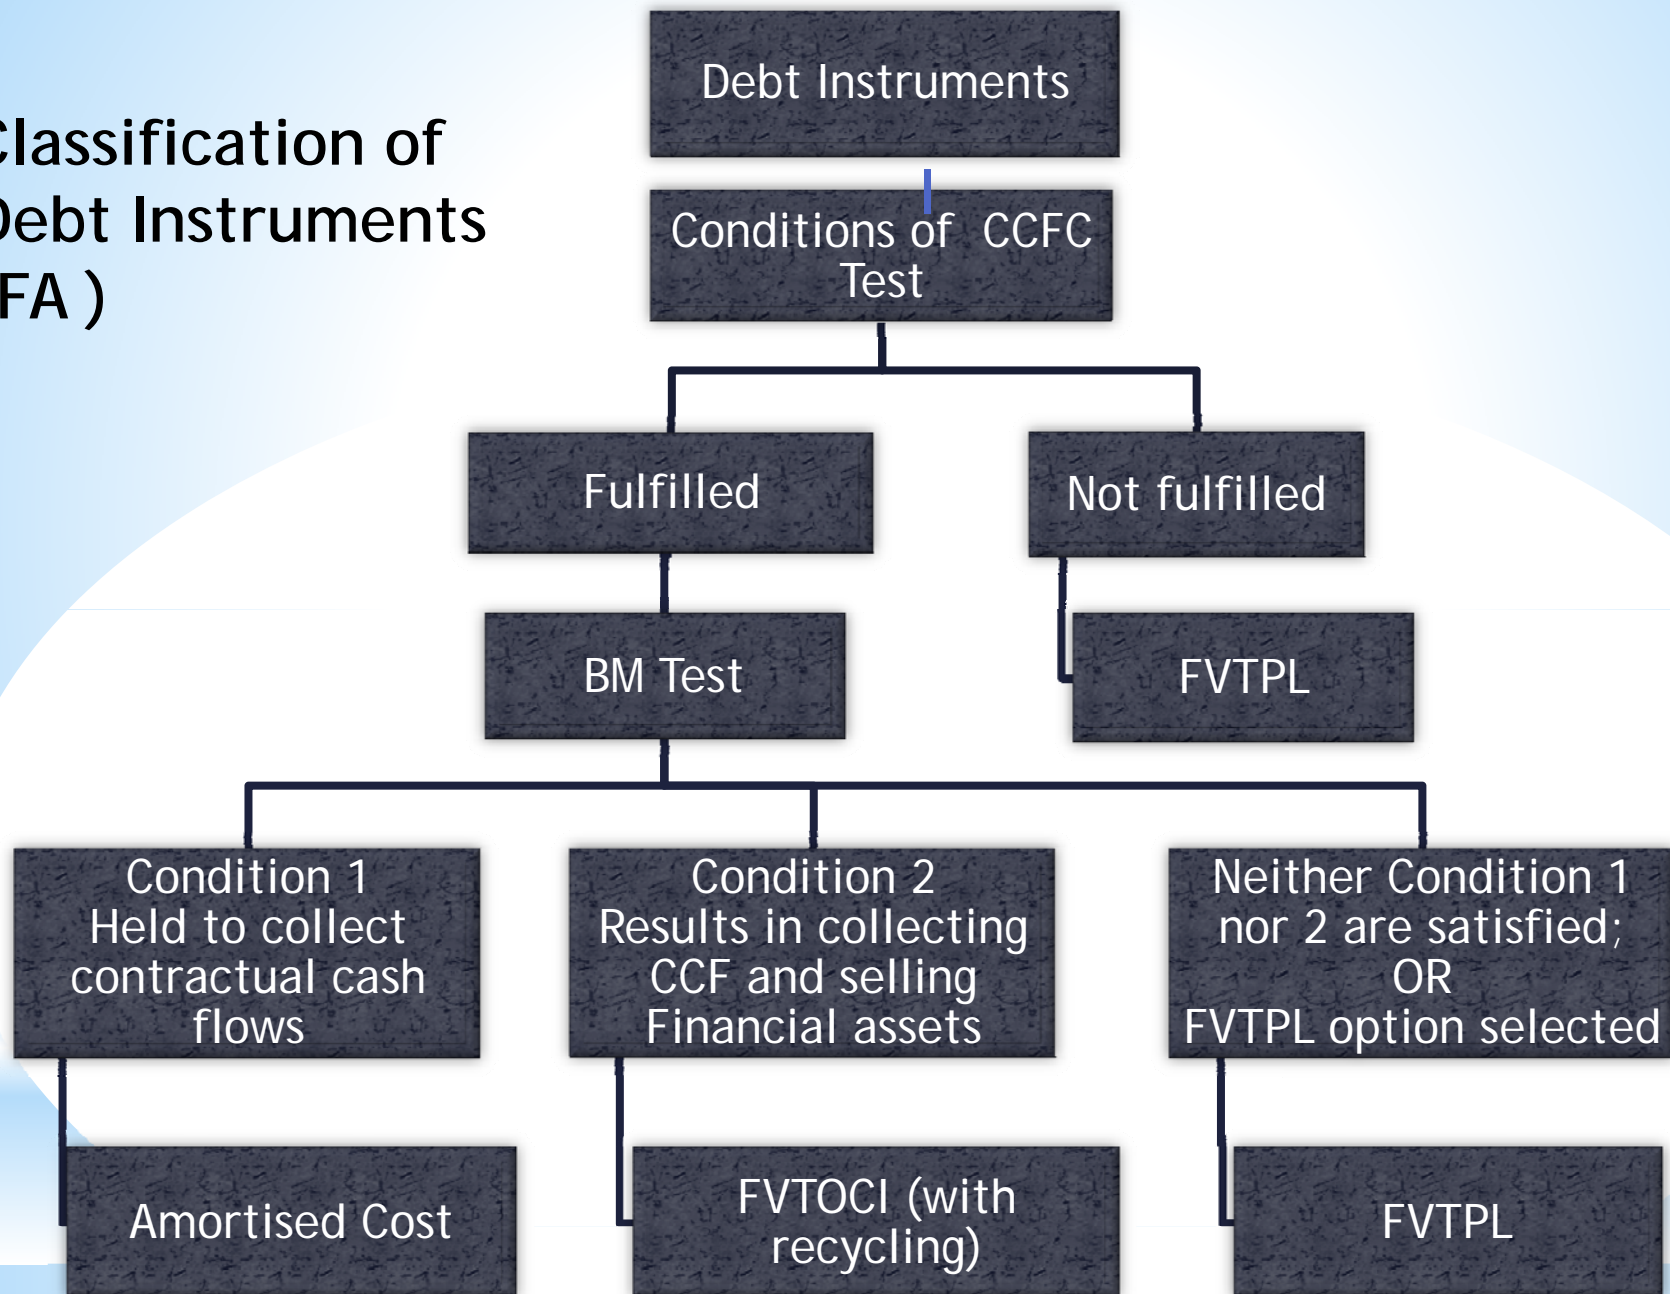 Classification of
Debt Instruments
FA )
Debt Instruments
Conditions of CCFC
Test
Fulfilled
Not fulfilled
BM Test
FVTPL
Condition 1
Held to collect
contractual cash
flows
Condition 2
Results in collecting
CCF and selling
Financial assets
Neither Condition 1
nor 2 are satisfied;
OR
FVTPL option selected
Amortised Cost
FVTOCI (with
recycling)
FVTPL